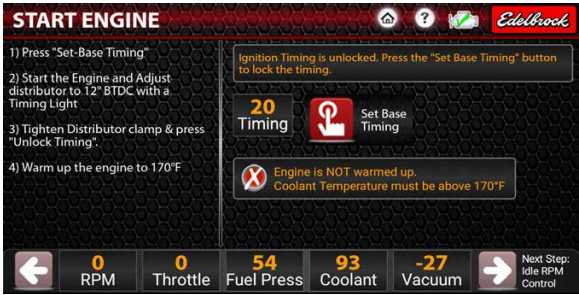 START ENGINE
Edelbrock
1) Press "Set-Base Timing"
2) Start the Engine and Adjust
distributor to 12° BTDC with a
Timing Light
3) Tighten Distributor clamp & press
"Unlock Timing".
4) Warm up the engine to 170°F
Ignition Timing is unlocked. Press the "Set Base Timing" button
to lock the timing.
20
Timing
Set Base
Timing
Engine is NOT warmed up.
Coolant Temperature must be above 170°F
0
RPM
0
Throttle
54
Fuel Press
93
Coolant
-27
Vacuum
Next Step:
Idle RPM
Control